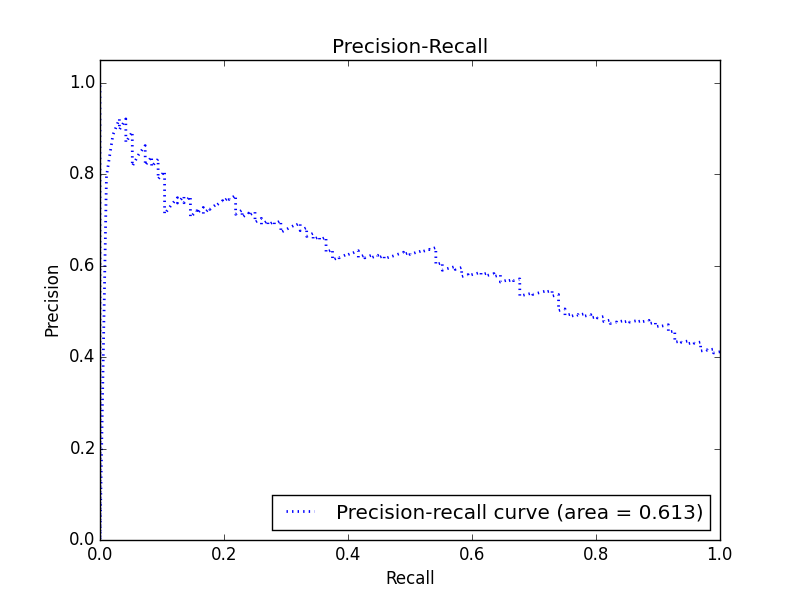 Precision-Recall
1.0
0.8
0.6
0.4
0.2
0.0
Precision
Precision-recall curve (area = 0.613)
0.0 0.2 0.4 0.6 0.8 1.0
Recall